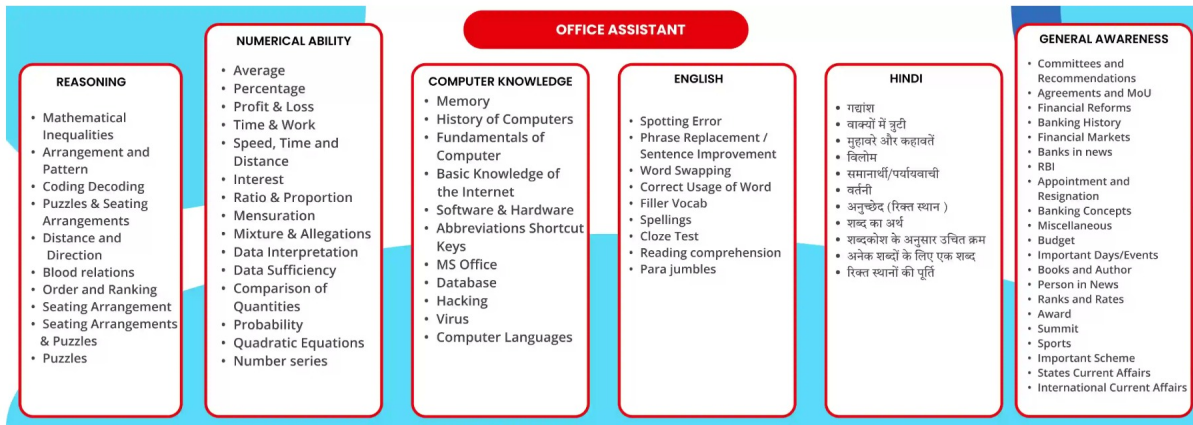 OFFICE ASSISTANT
REASONING
• Mathematical
Inequalities
• Arrangement and
Pattern
• Coding Decoding
• Puzzles & Seating
Arrangements
• Distance and
Direction
• Blood relations
• Order and Ranking
• Seating Arrangement
• Seating Arrangements
& Puzzles
• Puzzles
NUMERICAL ABILITY
• Average
• Percentage
• Profit & Loss
• Time & Work
• Speed, Time and
Distance
• Interest
• Ratio & Proportion
• Mensuration
• Mixture & Allegations
• Data Interpretation
• Data Sufficiency
• Comparison of
Quantities
• Probability
• Quadratic Equations
• Number series
COMPUTER KNOWLEDGE
• Memory
• History of Computers
• Fundamentals of
Computer
• Basic Knowledge of
the Internet
• Software & Hardware
• Abbreviations Shortcut
Keys
• MS Office
• Database
• Hacking
• Virus
• Computer Languages
ENGLISH
• Spotting Error
• Phrase Replacement /
Sentence Improvement
• Word Swapping
• Correct Usage of Word
• Filler Vocab
• Spellings
• Cloze Test
• Reading comprehension
• Para jumbles
HINDI
• गद्यांश
• वाक्यों में त्रुटी
• मुहावरे और कहावतें
• विलोम
• समानार्थी/पर्यायवाची
• वर्तनी
• अनुच्छेद (रिक्त स्थान )
• शब्द का अर्थ
• शब्दकोश के अनुसार उचित क्रम
• अनेक शब्दों के लिए एक शब्द
• रिक्त स्थानों की पूर्ति
GENERAL AWARENESS
• Committees and
Recommendations
• Agreements and MoU
• Financial Reforms
• Banking History
• Financial Markets
• Banks in news
• RBI
• Appointment and
Resignation
• Banking Concepts
• Miscellaneous
• Budget
• Important Days/Events
• Books and Author
• Person in News
• Ranks and Rates
• Award
• Summit
• Sports
• Important Scheme
• States Current Affairs
• International Current Affairs